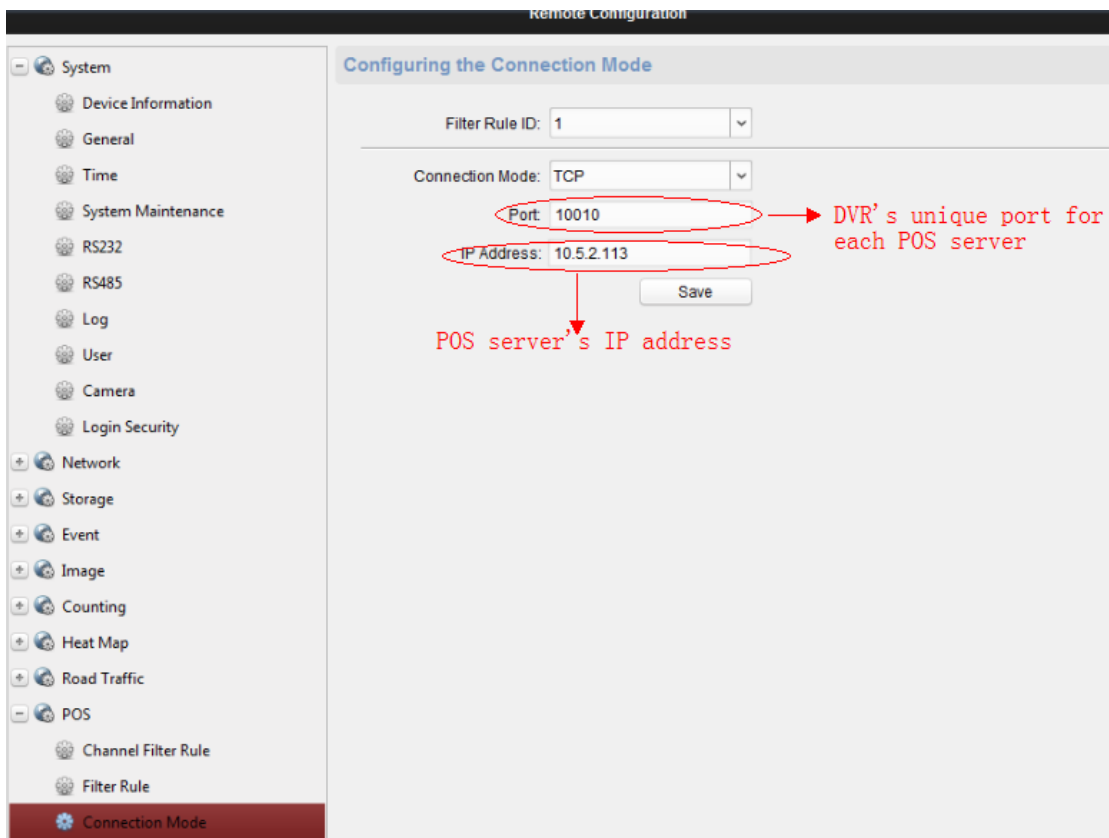 Remote Configuration
System
Device Information
General
Time
System Maintenance
RS232
RS485
Log
User
Camera
Login Security
Network
Storage
Event
Image
Counting
Heat Map
Road Traffic
POS
Channel Filter Rule
Filter Rule
Connection Mode
Configuring the Connection Mode
Filter Rule ID: 1
Connection Mode: TCP
Port: 10010
DVR's unique port for
each POS server
IP Address: 10.5.2.113
Save
POS server's IP address